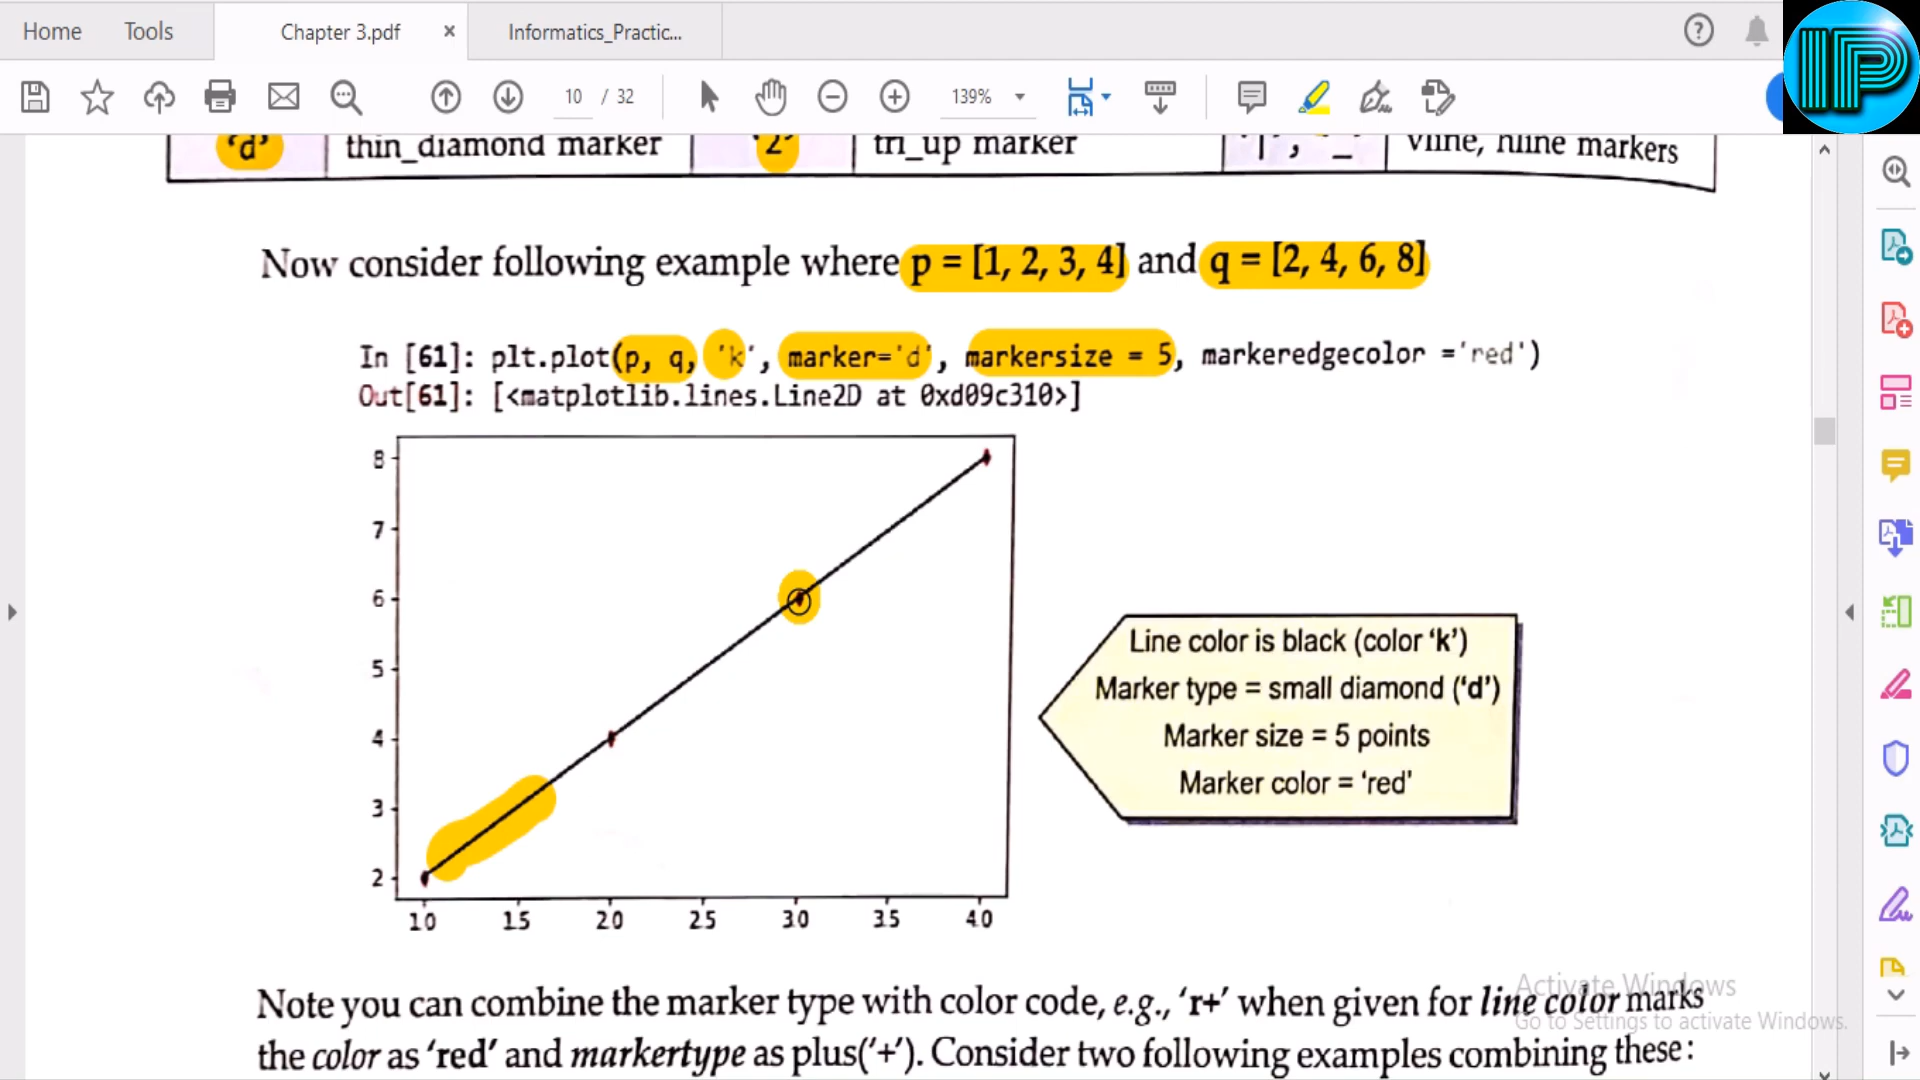 Home Tools Chapter 3.pdf × Informatics_Practic...
10 / 32 139%
IP
'd' thin_diamond marker '2' tri_up marker '|', '_' vline, hline markers
Now consider following example where p = [1, 2, 3, 4] and q = [2, 4, 6, 8]
In [61]: plt.plot(p, q, 'k', marker='d', markersize = 5, markeredgecolor ='red')
Out[61]: [<matplotlib.lines.Line2D at 0xd09c310>]
8
7
6
5
4
3
2
1.0 1.5 2.0 2.5 3.0 3.5 4.0
Line color is black (color 'k')
Marker type = small diamond ('d')
Marker size = 5 points
Marker color = 'red'
Note you can combine the marker type with color code, e.g., 'r+' when given for line color marks
the color as 'red' and markertype as plus('+'). Consider two following examples combining these:
Activate Windows
Go to Settings to activate Windows.